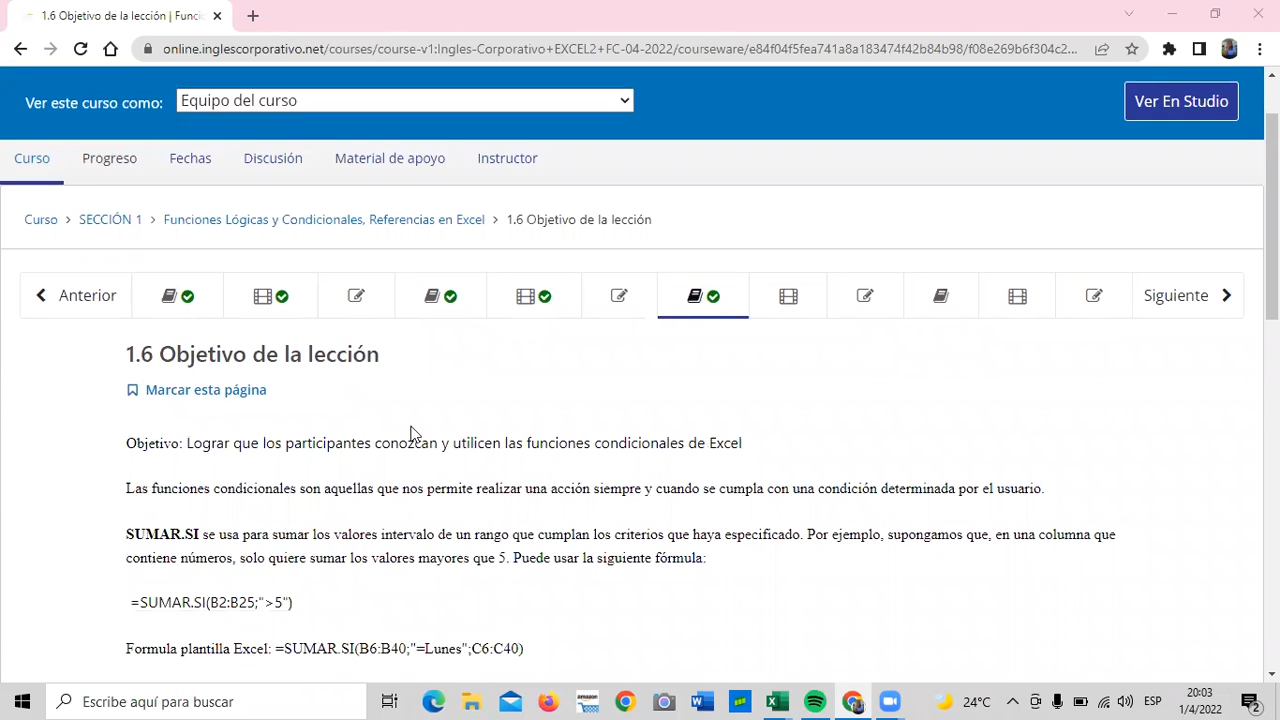 1.6 Objetivo de la lección | Funci
online.inglescorporativo.net/courses/course-v1:Ingles-Corporativo+EXCEL2+FC-04-2022/courseware/e84f04f5fea741a8a183474f42b84b98/f08e269b6f304c2...
Ver este curso como:
Equipo del curso
Ver En Studio
Curso Progreso Fechas Discusión Material de apoyo Instructor
Curso > SECCIÓN 1 > Funciones Lógicas y Condicionales, Referencias en Excel > 1.6 Objetivo de la lección
Anterior Siguiente
1.6 Objetivo de la lección
Marcar esta página
Objetivo: Lograr que los participantes conozcan y utilicen las funciones condicionales de Excel
Las funciones condicionales son aquellas que nos permite realizar una acción siempre y cuando se cumpla con una condición determinada por el usuario.
SUMAR.SI se usa para sumar los valores intervalo de un rango que cumplan los criterios que haya especificado. Por ejemplo, supongamos que, en una columna que
contiene números, solo quiere sumar los valores mayores que 5. Puede usar la siguiente fórmula:
=SUMAR.SI(B2:B25;">5")
Formula plantilla Excel: =SUMAR.SI(B6:B40;"=Lunes";C6:C40)
Escribe aquí para buscar
amazon
24°C
ESP
20:03
1/4/2022
2